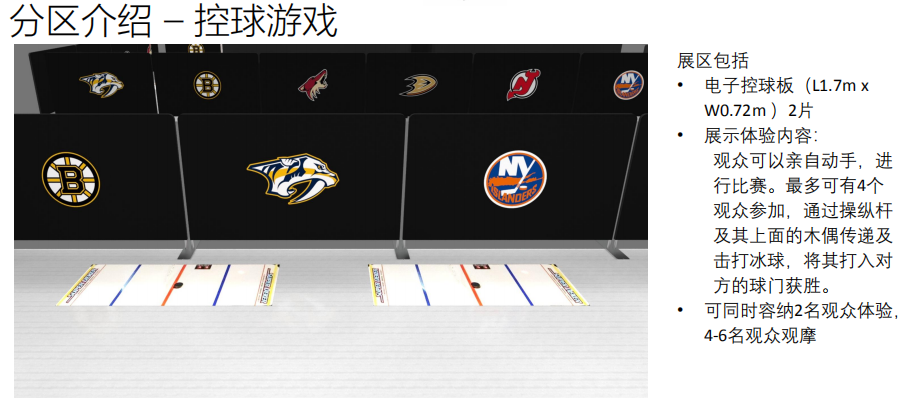 分区介绍 – 控球游戏
展区包括
• 电子控球板（L1.7m x
W0.72m ）2片
• 展示体验内容:
观众可以亲自动手，进
行比赛。最多可有4个
观众参加，通过操纵杆
及其上面的木偶传递及
击打冰球，将其打入对
方的球门获胜。
• 可同时容纳2名观众体验，
4-6名观众观摩
B
NY
ISLANDERS